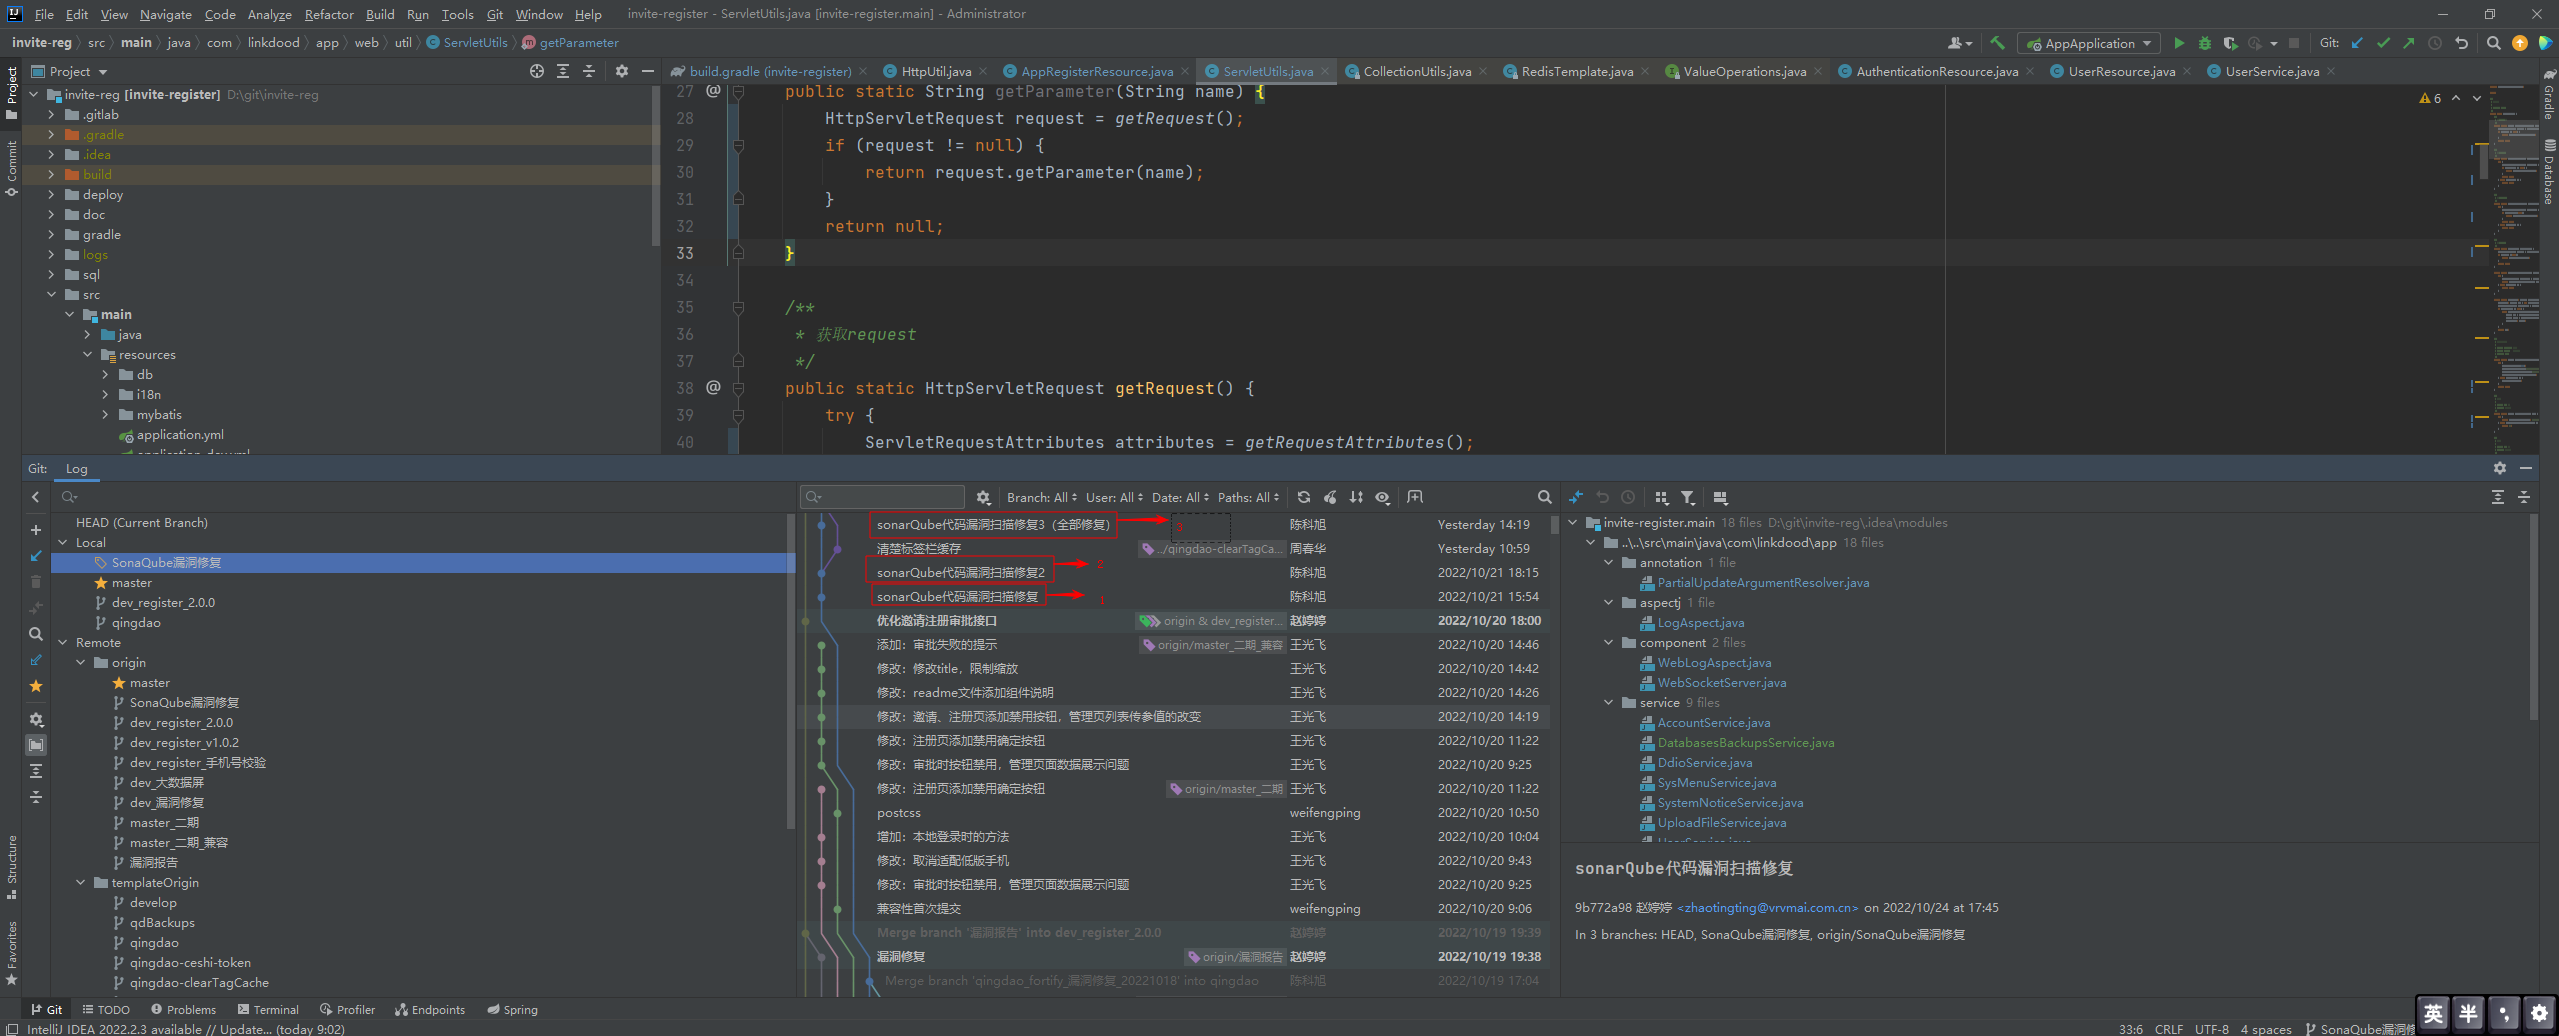 File Edit View Navigate Code Analyze Refactor Build Run Tools Git Window Help invite-register - ServletUtils.java [invite-register.main] - Administrator
invite-reg src main java com linkdood app web util ServletUtils getParameter AppApplication Git:
Project build.gradle (invite-register) HttpUtil.java AppRegisterResource.java ServletUtils.java CollectionUtils.java RedisTemplate.java ValueOperations.java AuthenticationResource.java UserResource.java UserService.java
Project
Commit
Structure
Favorites
Gradle
Database
invite-reg [invite-register] D:\git\invite-reg
.gitlab
.gradle
.idea
build
deploy
doc
gradle
logs
sql
src
main
java
resources
db
i18n
mybatis
application.yml
27 @ public static String getParameter(String name) {
28 HttpServletRequest request = getRequest();
29 if (request != null) {
30 return request.getParameter(name);
31 }
32 return null;
33 }
34
35 /**
36 * 获取request
37 */
38 @ public static HttpServletRequest getRequest() {
39 try {
40 ServletRequestAttributes attributes = getRequestAttributes();
6
Git: Log
HEAD (Current Branch)
Local
SonaQube漏洞修复
master
dev_register_2.0.0
qingdao
Remote
origin
master
SonaQube漏洞修复
dev_register_2.0.0
dev_register_v1.0.2
dev_register_手机号校验
dev_大数据屏
dev_漏洞修复
master_二期
master_二期_兼容
漏洞报告
templateOrigin
develop
qdBackups
qingdao
qingdao-ceshi-token
qingdao-clearTagCache
Branch: All User: All Date: All Paths: All
sonarQube代码漏洞扫描修复3（全部修复） 3 陈科旭 Yesterday 14:19
清楚标签栏缓存 ../qingdao-clearTagCa... 周春华 Yesterday 10:59
sonarQube代码漏洞扫描修复2 2 陈科旭 2022/10/21 18:15
sonarQube代码漏洞扫描修复 1 陈科旭 2022/10/21 15:54
优化邀请注册审批接口 origin & dev_register... 赵婷婷 2022/10/20 18:00
添加：审批失败的提示 origin/master_二期_兼容 王光飞 2022/10/20 14:46
修改：修改title，限制缩放 王光飞 2022/10/20 14:42
修改：readme文件添加组件说明 王光飞 2022/10/20 14:26
修改：邀请、注册页添加禁用按钮，管理页列表传参值的改变 王光飞 2022/10/20 14:19
修改：注册页添加禁用确定按钮 王光飞 2022/10/20 11:22
修改：审批时按钮禁用，管理页面数据展示问题 王光飞 2022/10/20 9:25
修改：注册页添加禁用确定按钮 origin/master_二期 王光飞 2022/10/20 11:22
postcss weifengping 2022/10/20 10:50
增加：本地登录时的方法 王光飞 2022/10/20 10:04
修改：取消适配低版手机 王光飞 2022/10/20 9:43
修改：审批时按钮禁用，管理页面数据展示问题 王光飞 2022/10/20 9:25
兼容性首次提交 weifengping 2022/10/20 9:06
Merge branch '漏洞报告' into dev_register_2.0.0 赵婷婷 2022/10/19 19:39
漏洞修复 origin/漏洞报告 赵婷婷 2022/10/19 19:38
Merge branch 'qingdao_fortify_漏洞修复_20221018' into qingdao 陈科旭 2022/10/19 17:04
invite-register.main 18 files D:\git\invite-reg\.idea\modules
..\..\src\main\java\com\linkdood\app 18 files
annotation 1 file
PartialUpdateArgumentResolver.java
aspectj 1 file
LogAspect.java
component 2 files
WebLogAspect.java
WebSocketServer.java
service 9 files
AccountService.java
DatabasesBackupsService.java
DdioService.java
SysMenuService.java
SystemNoticeService.java
UploadFileService.java
sonarQube代码漏洞扫描修复
9b772a98 赵婷婷 <zhaotingting@vrvmai.com.cn> on 2022/10/24 at 17:45
In 3 branches: HEAD, SonaQube漏洞修复, origin/SonaQube漏洞修复
Git TODO Problems Terminal Profiler Endpoints Spring
IntelliJ IDEA 2022.2.3 available // Update... (today 9:02) 33:6 CRLF UTF-8 4 spaces SonaQube漏洞修
英 半